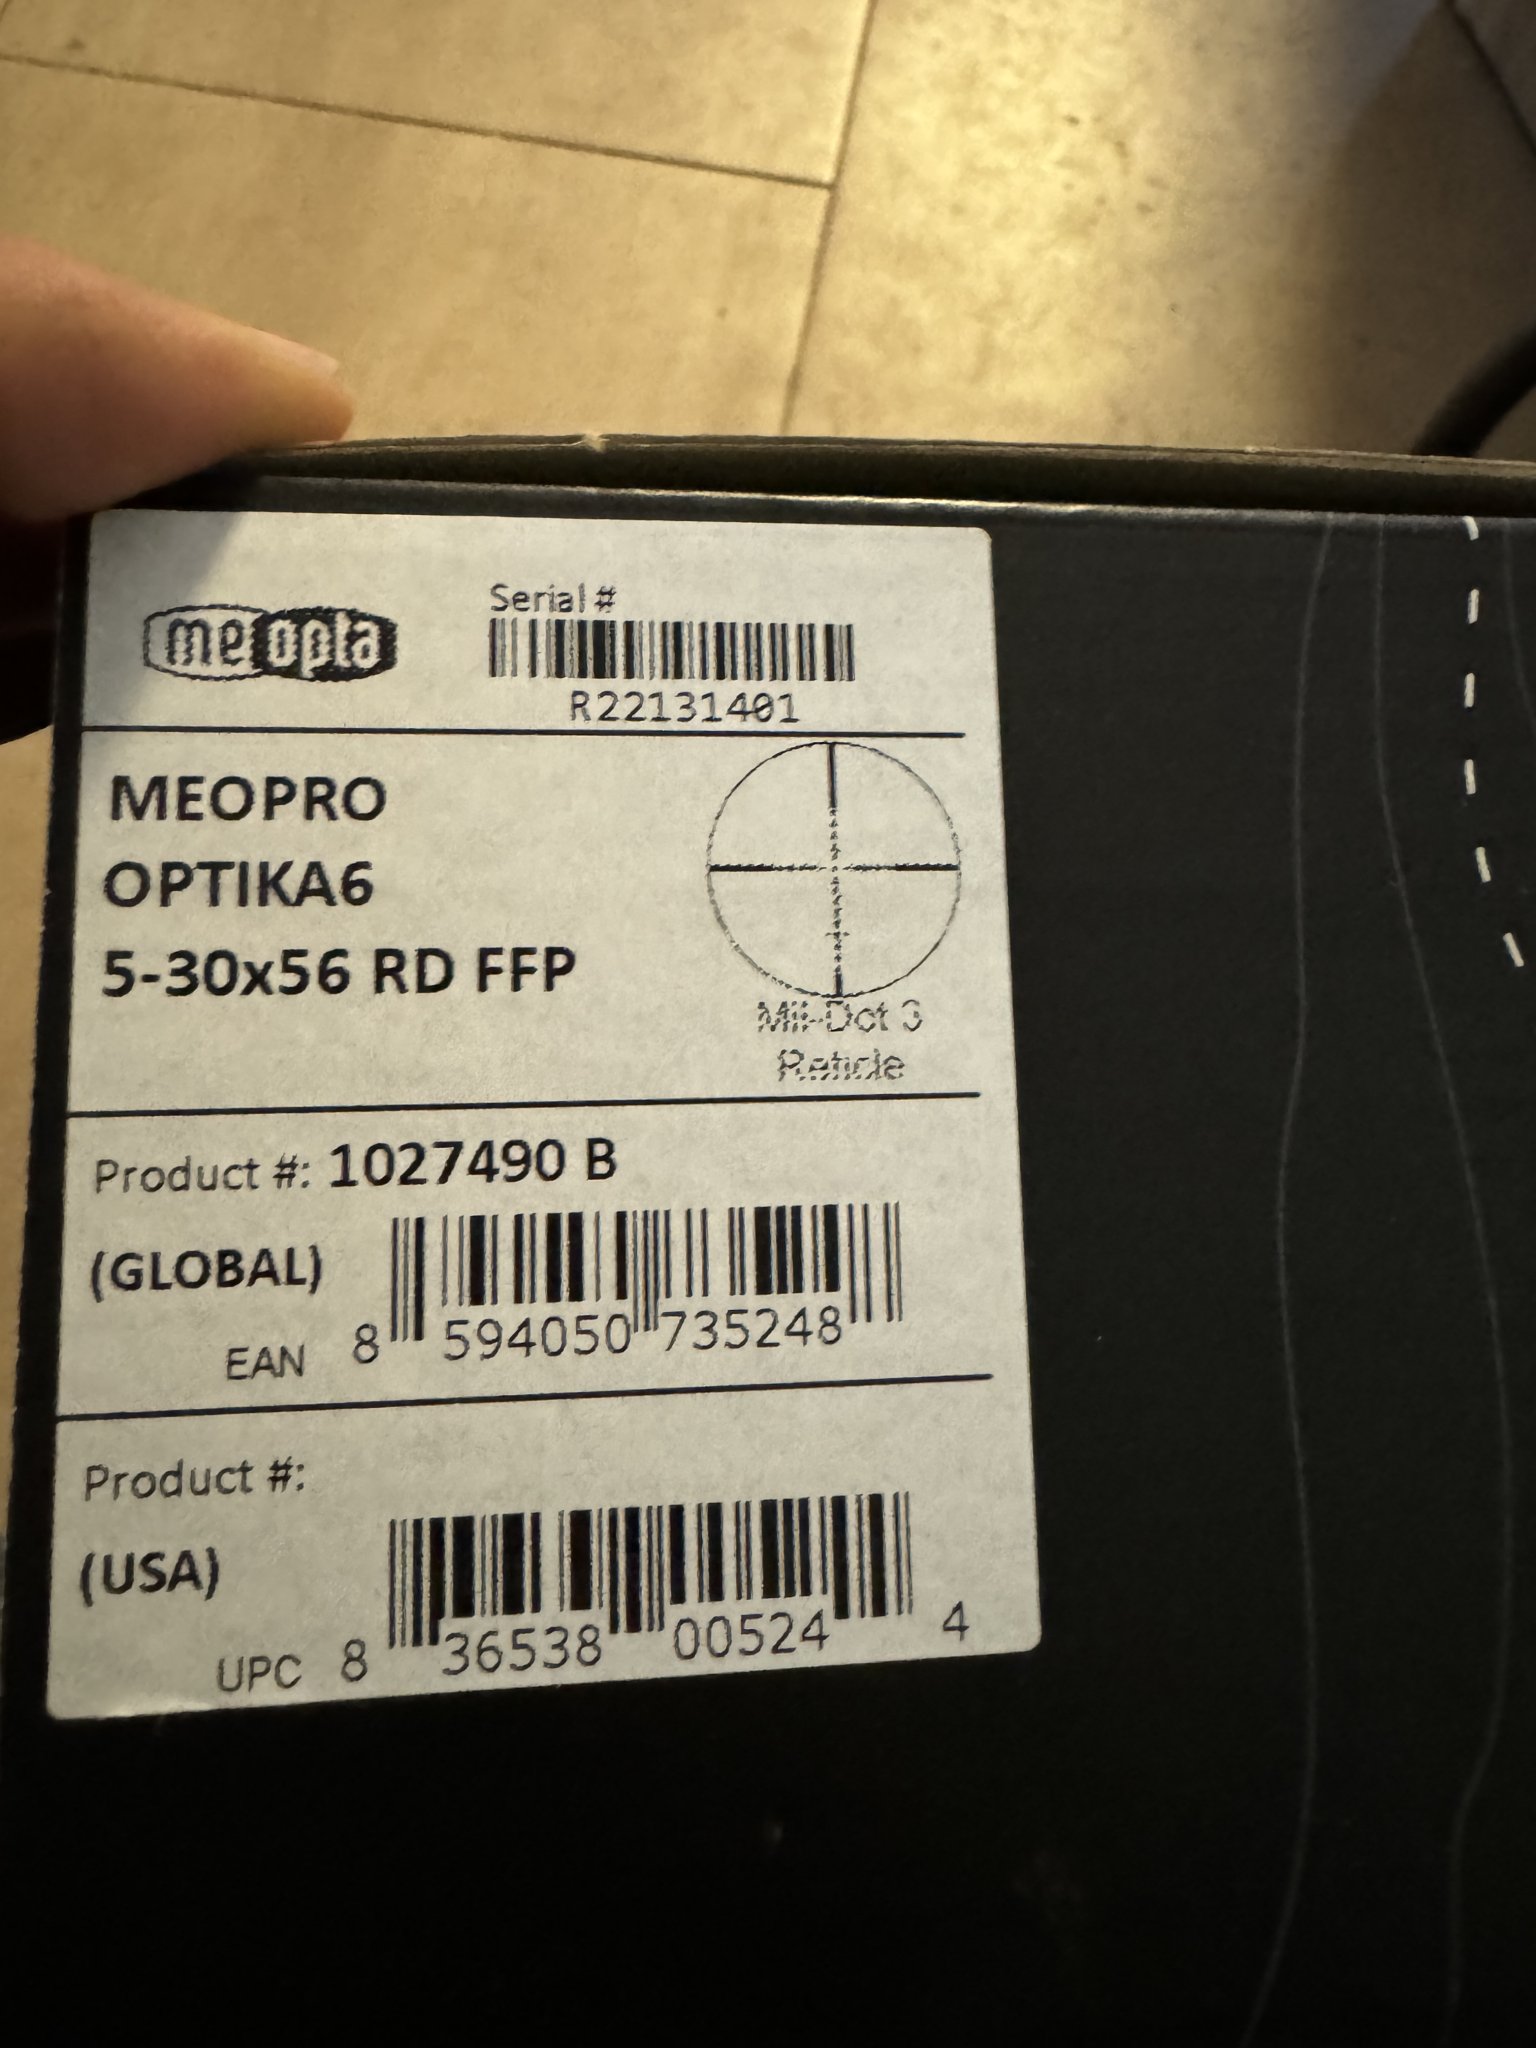 meopta
Serial #
R22131401
MEOPRO
OPTIKA6
5-30x56 RD FFP
Mil-Dot 3
Reticle
Product #: 1027490 B
(GLOBAL)
EAN 8 594050 735248
Product #:
(USA)
UPC 8 36538 00524 4